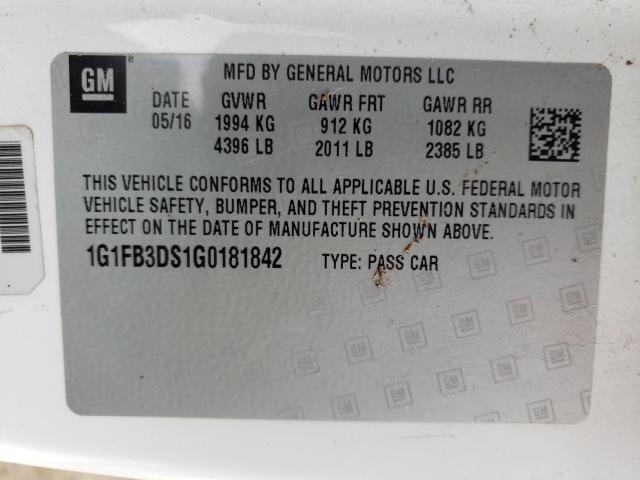 GM
MFD BY GENERAL MOTORS LLC
DATE GVWR GAWR FRT GAWR RR
05/16 1994 KG 912 KG 1082 KG
4396 LB 2011 LB 2385 LB
THIS VEHICLE CONFORMS TO ALL APPLICABLE U.S. FEDERAL MOTOR
VEHICLE SAFETY, BUMPER, AND THEFT PREVENTION STANDARDS IN
EFFECT ON THE DATE OF MANUFACTURE SHOWN ABOVE.
1G1FB3DS1G0181842 TYPE: PASS CAR